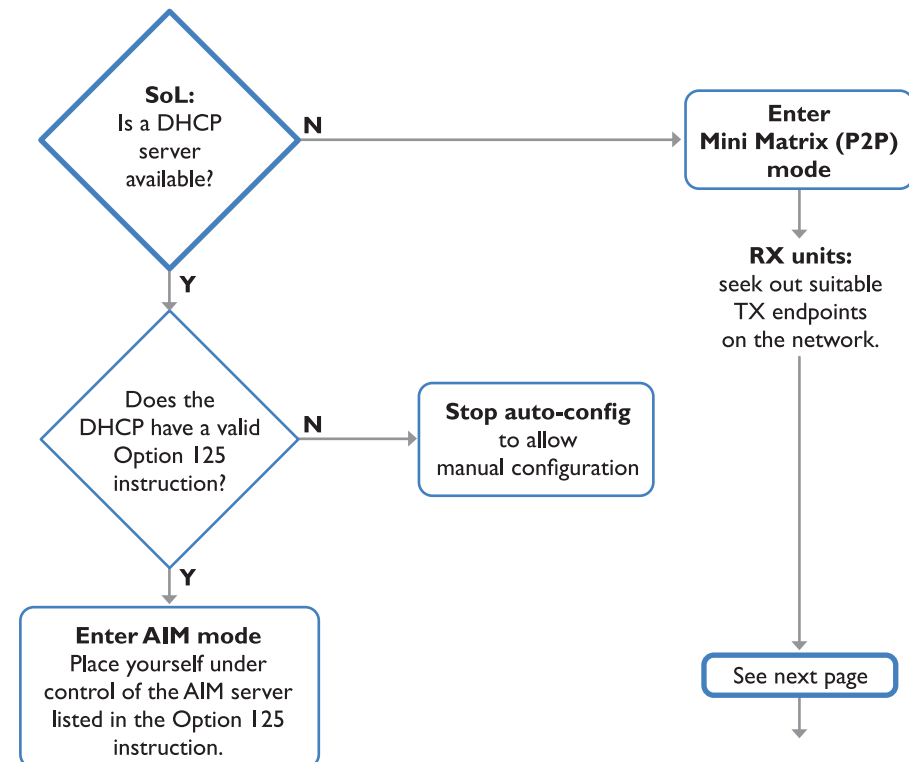 SoL:
Is a DHCP
server
available?
N
Enter
Mini Matrix (P2P)
mode
Y
RX units:
seek out suitable
TX endpoints
on the network.
Does the
DHCP have a valid
Option 125
instruction?
N
Stop auto-config
to allow
manual configuration
Y
Enter AIM mode
Place yourself under
control of the AIM server
listed in the Option 125
instruction.
See next page